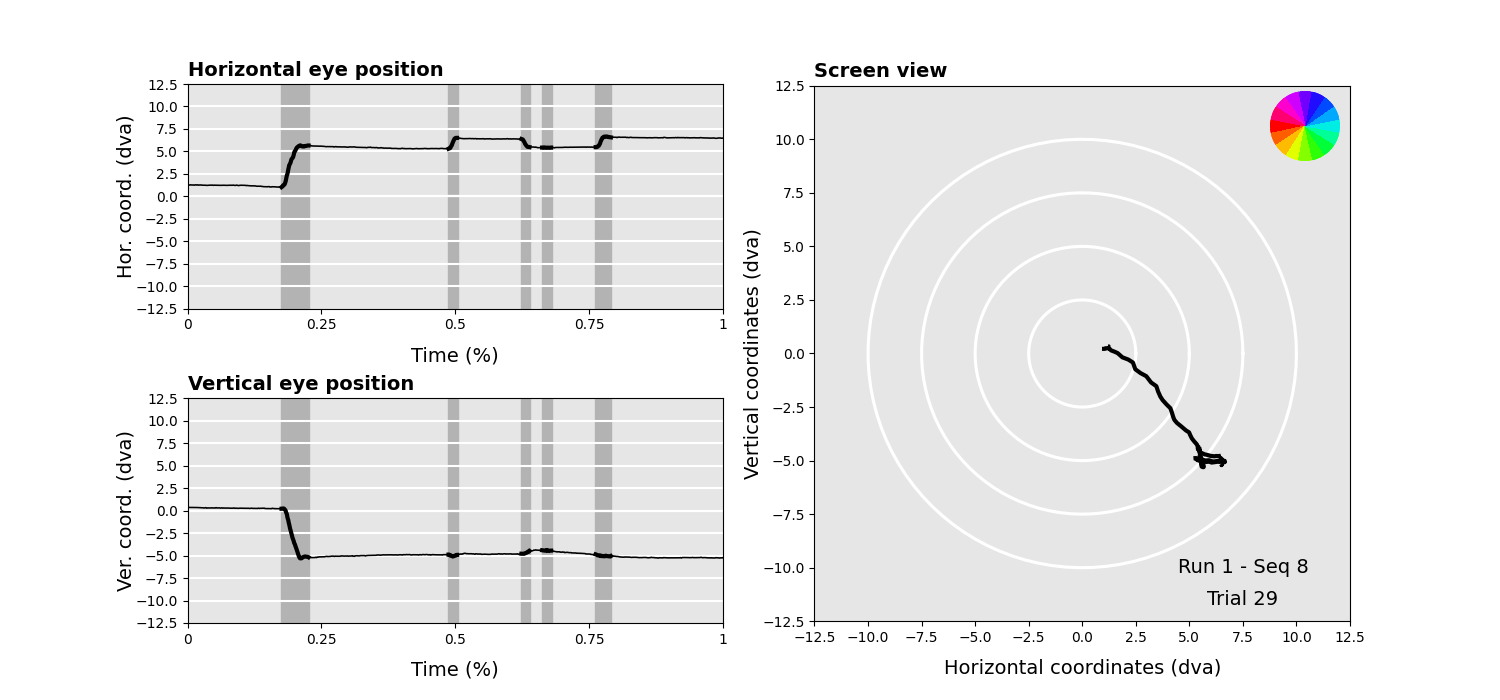 Horizontal eye position
12.5
10.0
7.5
5.0
2.5
0.0
−2.5
−5.0
−7.5
−10.0
−12.5
Hor. coord. (dva)
0 0.25 0.5 0.75 1
Time (%)
Vertical eye position
12.5
10.0
7.5
5.0
2.5
0.0
−2.5
−5.0
−7.5
−10.0
−12.5
Ver. coord. (dva)
0 0.25 0.5 0.75 1
Time (%)
Screen view
12.5
10.0
7.5
5.0
2.5
0.0
−2.5
−5.0
−7.5
−10.0
−12.5
Vertical coordinates (dva)
Run 1 - Seq 8
Trial 29
−12.5 −10.0 −7.5 −5.0 −2.5 0.0 2.5 5.0 7.5 10.0 12.5
Horizontal coordinates (dva)